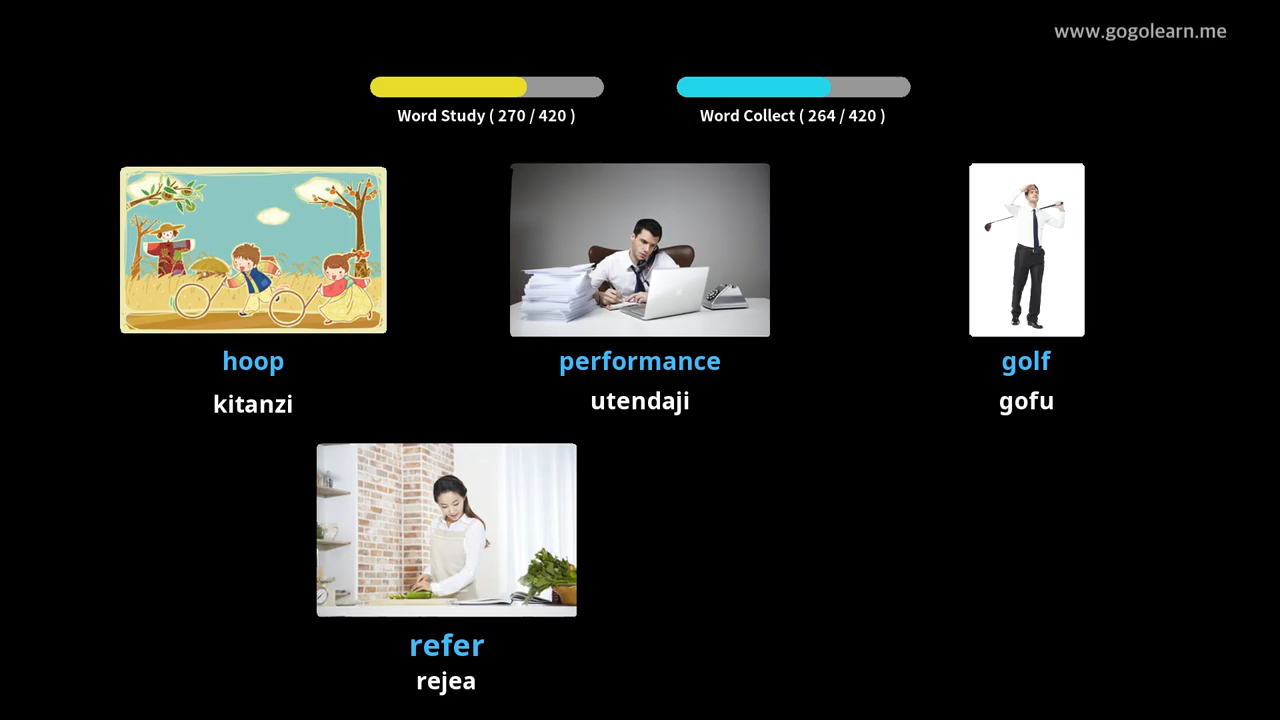 www.gogolearn.me
Word Study ( 270 / 420 )
Word Collect ( 264 / 420 )
hoop
kitanzi
performance
utendaji
golf
gofu
refer
rejea